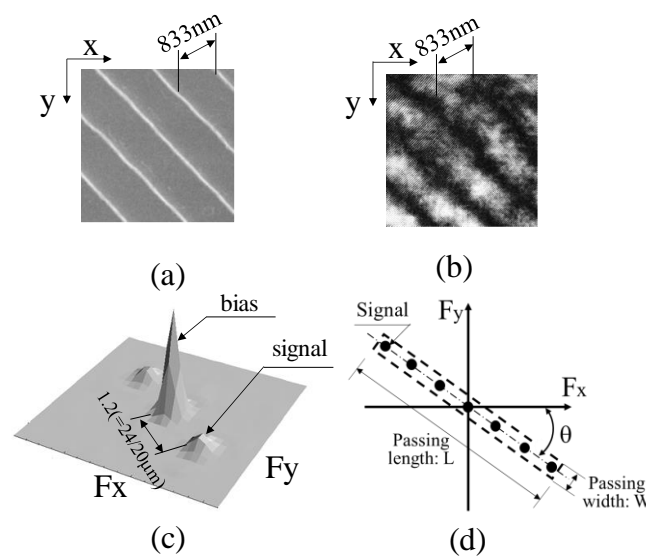 x
833nm
y
(a)
x
833nm
y
(b)
bias
signal
1.2(=24/20μm)
Fx
Fy
(c)
Fy
Signal
Fx
θ
Passing
length: L
Passing
width: W
(d)